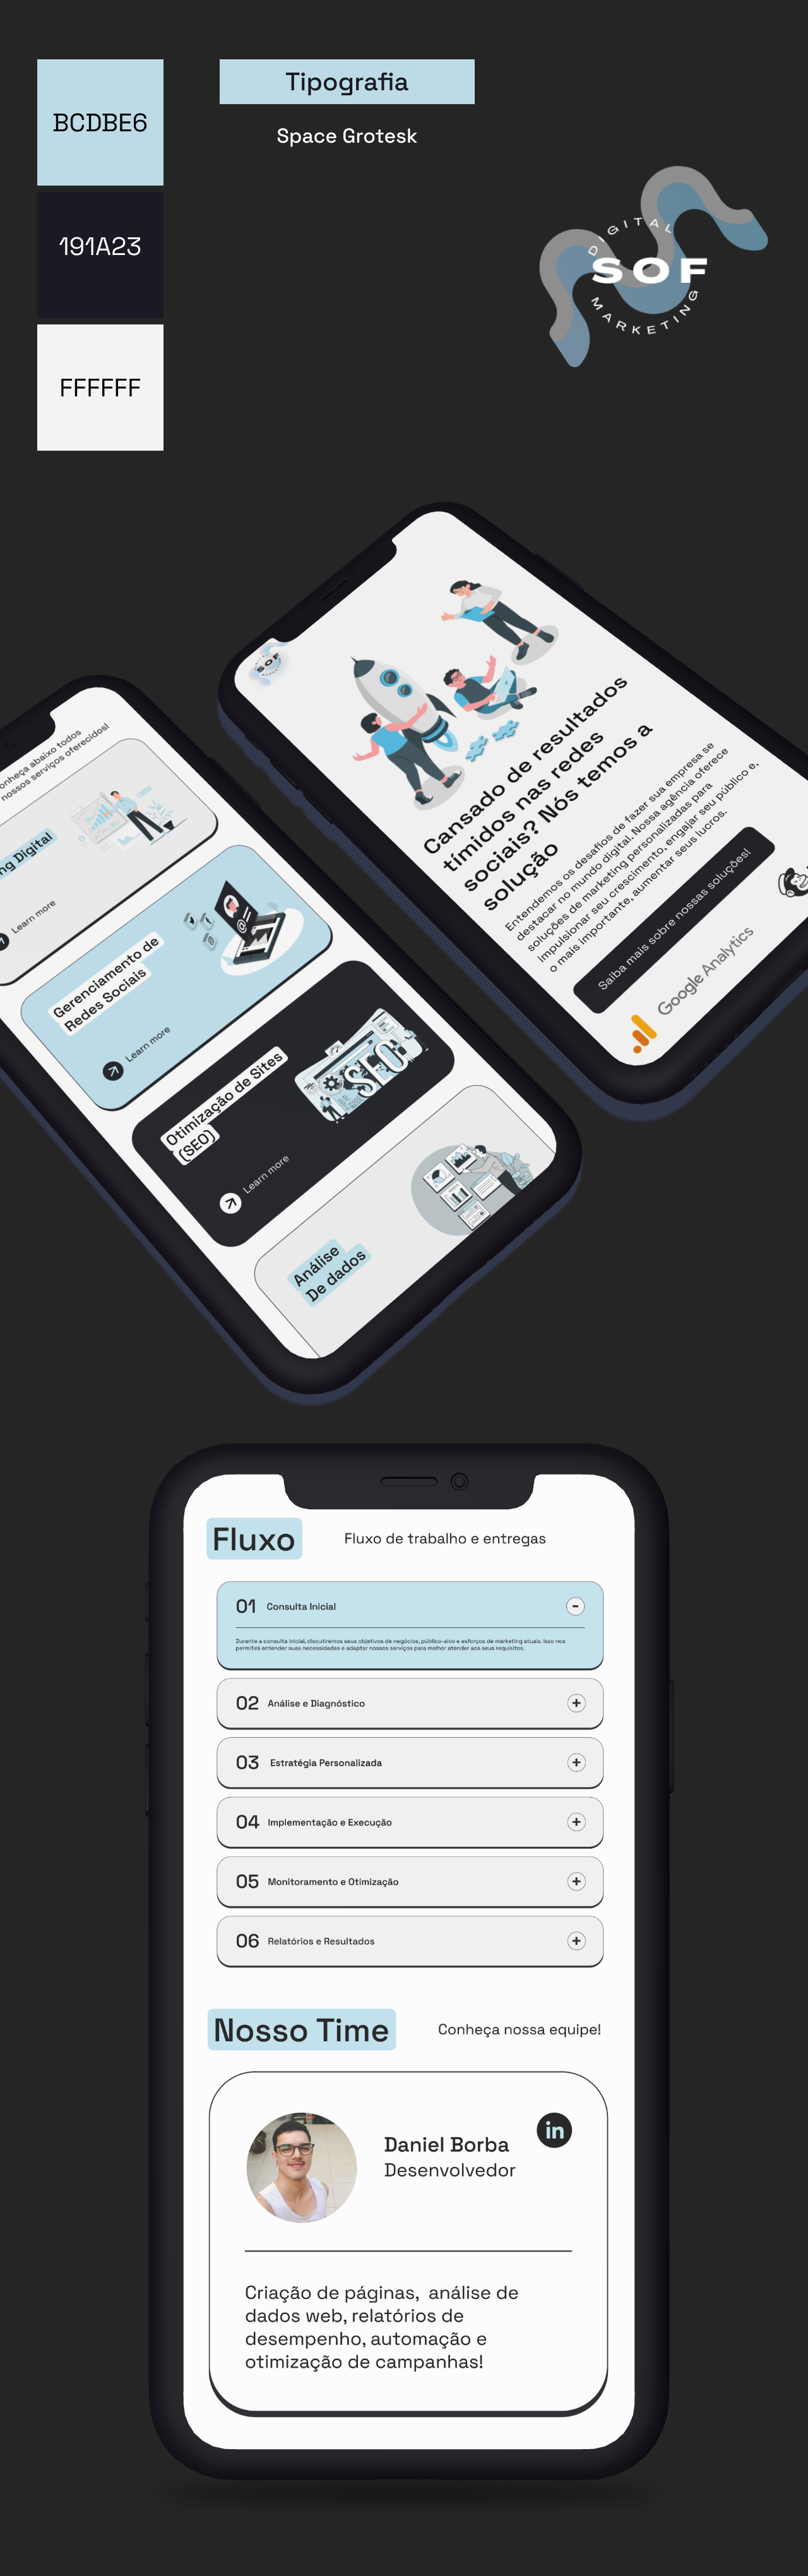 BCDBE6
191A23
FFFFFF
Tipografia
Space Grotesk
DIGITAL
SOF
MARKETING
SOF
Cansado de resultados
tímidos nas redes
sociais? Nós temos a
solução
Entendemos os desafios de fazer sua empresa se
destacar no mundo digital. Nossa agência oferece
soluções de marketing personalizadas para
impulsionar seu crescimento, engajar seu público e,
o mais importante, aumentar seus lucros.
Saiba mais sobre nossas soluções!
Google Analytics
onheça abaixo todos
nossos serviços oferecidos!
ng Digital
Learn more
Gerenciamento de
Redes Sociais
Learn more
Otimização de Sites
(SEO)
Learn more
SEO
Análise
De dados
Fluxo
Fluxo de trabalho e entregas
01 Consulta Inicial
Durante a consulta inicial, discutiremos seus objetivos de negócios, público-alvo e esforços de marketing atuais. Isso nos
permitirá entender suas necessidades e adaptar nossos serviços para melhor atender aos seus requisitos.
02 Análise e Diagnóstico
03 Estratégia Personalizada
04 Implementação e Execução
05 Monitoramento e Otimização
06 Relatórios e Resultados
Nosso Time
Conheça nossa equipe!
Daniel Borba
in
Desenvolvedor
Criação de páginas, análise de
dados web, relatórios de
desempenho, automação e
otimização de campanhas!